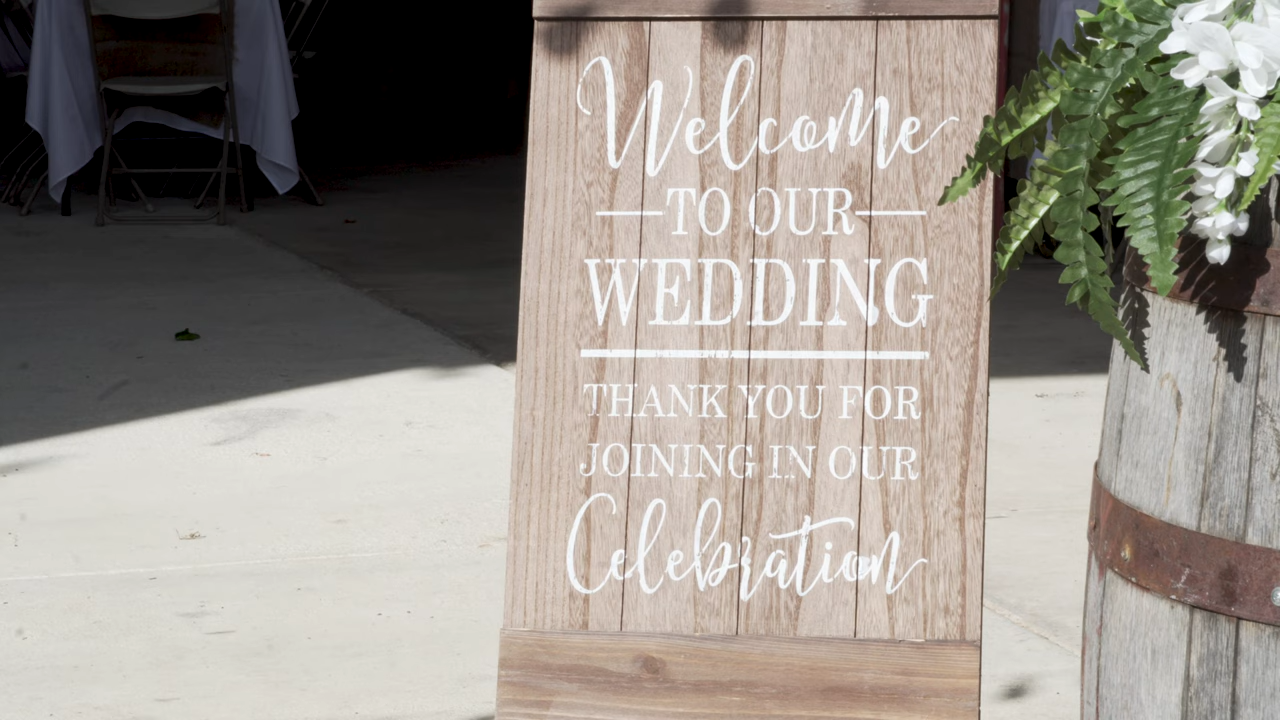 Welcome
TO OUR
WEDDING
THANK YOU FOR
JOINING IN OUR
Celebration